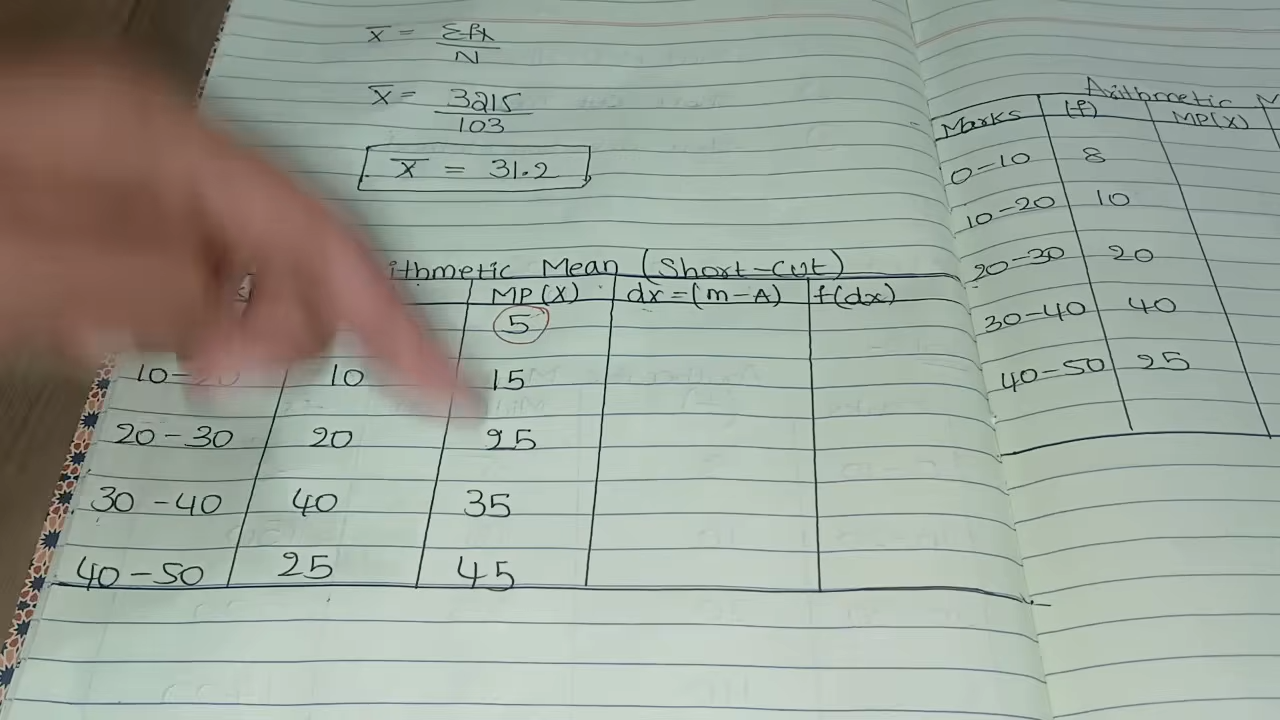 x̄ = Σfx
N
x̄ = 3215
103
x̄ = 31.2
ithmetic Mean (Short-Cut)
MP(X) dx=(m-A) f(dx)
5
10 15
20-30 20 25
30-40 40 35
40-50 25 45
Arithmetic
Marks (f) MP(X)
0-10 8
10-20 10
20-30 20
30-40 40
40-50 25